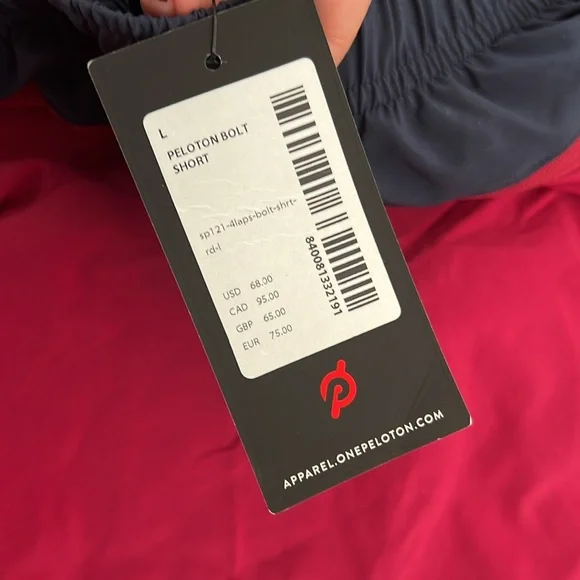 L
PELOTON BOLT
SHORT
sp121-4laps-bolt-shrt-
rd-l
USD 68.00
CAD 95.00
GBP 65.00
EUR 75.00
840081332191
APPAREL.ONEPELOTON.COM